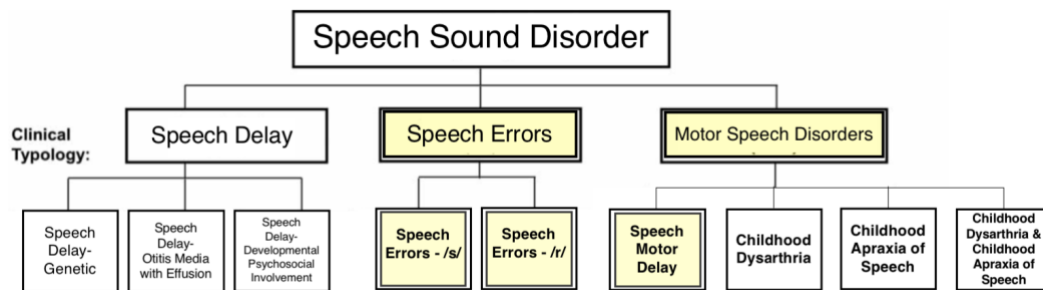 Speech Sound Disorder
Clinical
Typology:
Speech Delay
Speech Errors
Motor Speech Disorders
Speech
Delay-
Genetic
Speech
Delay-
Otitis Media
with Effusion
Speech
Delay-
Developmental
Psychosocial
Involvement
Speech
Errors - /s/
Speech
Errors - /r/
Speech
Motor
Delay
Childhood
Dysarthria
Childhood
Apraxia of
Speech
Childhood
Dysarthria &
Childhood
Apraxia of
Speech